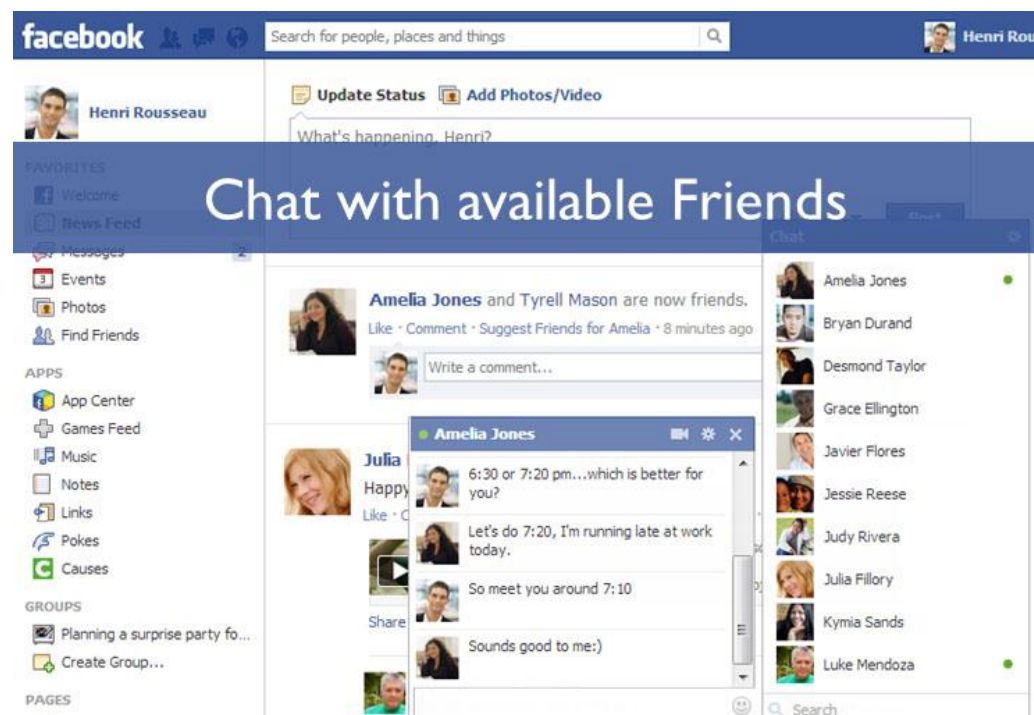 facebook
Search for people, places and things
Henri Rou
Henri Rousseau
Update Status Add Photos/Video
What's happening, Henri?
Chat with available Friends
FAVORITES
Welcome
News Feed
Messages 2
Events
Photos
Find Friends
APPS
App Center
Games Feed
Music
Notes
Links
Pokes
Causes
GROUPS
Planning a surprise party fo...
Create Group...
PAGES
Post
Amelia Jones and Tyrell Mason are now friends.
Like · Comment · Suggest Friends for Amelia · 8 minutes ago
Write a comment...
Julia
Happy
Like ·
Share
Amelia Jones
6:30 or 7:20 pm...which is better for
you?
Let's do 7:20, I'm running late at work
today.
So meet you around 7:10
Sounds good to me:)
Chat
Amelia Jones
Bryan Durand
Desmond Taylor
Grace Ellington
Javier Flores
Jessie Reese
Judy Rivera
Julia Fillory
Kymia Sands
Luke Mendoza
Search